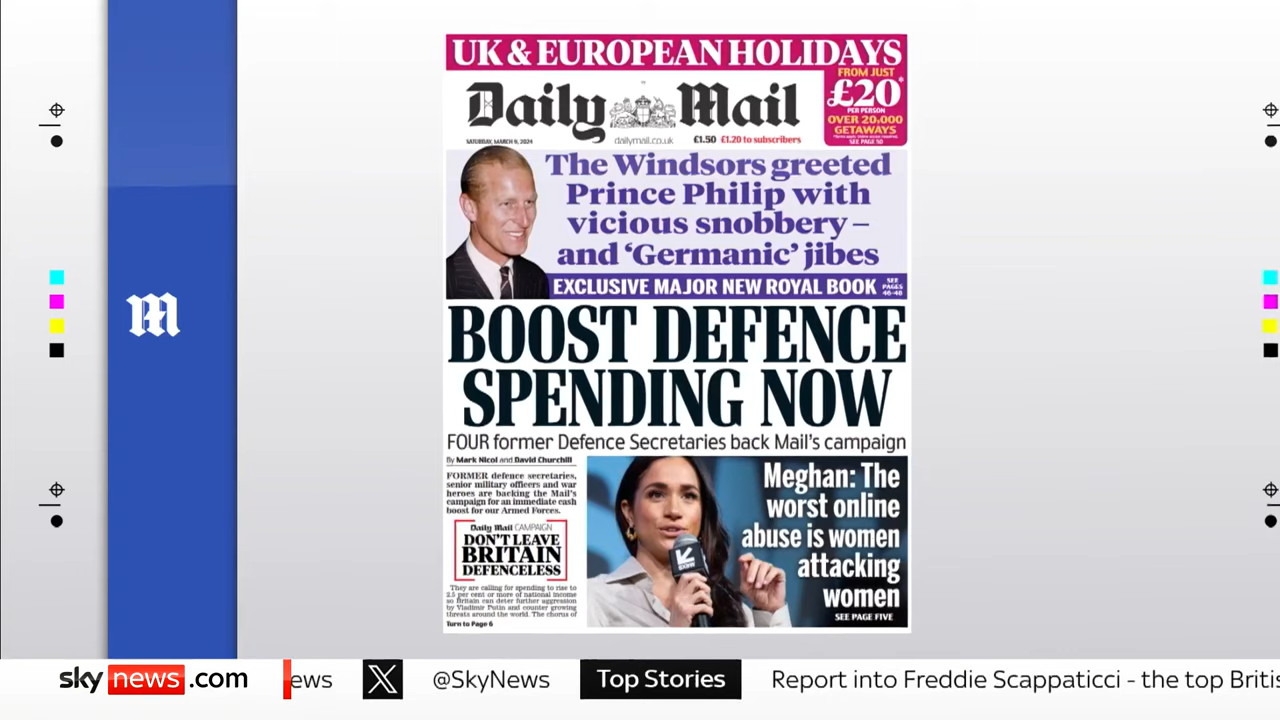 UK & EUROPEAN HOLIDAYS
FROM JUST
£20*
PER PERSON
OVER 20,000
GETAWAYS
SEE PAGE 50
Daily Mail
SATURDAY, MARCH 9, 2024
dailymail.co.uk
£1.50 £1.20 to subscribers
The Windsors greeted
Prince Philip with
vicious snobbery –
and ‘Germanic’ jibes
EXCLUSIVE MAJOR NEW ROYAL BOOK
SEE
PAGES
46-48
BOOST DEFENCE
SPENDING NOW
FOUR former Defence Secretaries back Mail’s campaign
By Mark Nicol and David Churchill
FORMER defence secretaries,
senior military officers and war
heroes are backing the Mail’s
campaign for an immediate cash
boost for our Armed Forces.
Daily Mail CAMPAIGN
DON’T LEAVE
BRITAIN
DEFENCELESS
They are calling for spending to rise to
2.5 per cent or more of national income
so Britain can deter further aggression
by Vladimir Putin and counter growing
threats around the world. The chorus of
Turn to Page 6
Meghan: The
worst online
abuse is women
attacking
women
SEE PAGE FIVE
SXSW
M
sky news .com
ews
X
@SkyNews
Top Stories
Report into Freddie Scappaticci - the top Britis